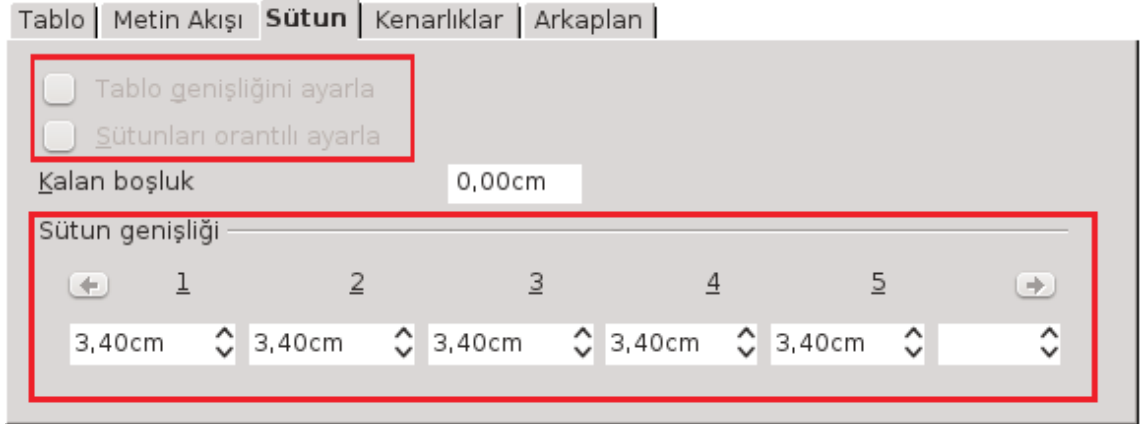 Tablo Metin Akışı Sütun Kenarlıklar Arkaplan
Tablo genişliğini ayarla
Sütunları orantılı ayarla
Kalan boşluk 0,00cm
Sütun genişliği
1 2 3 4 5
3,40cm 3,40cm 3,40cm 3,40cm 3,40cm